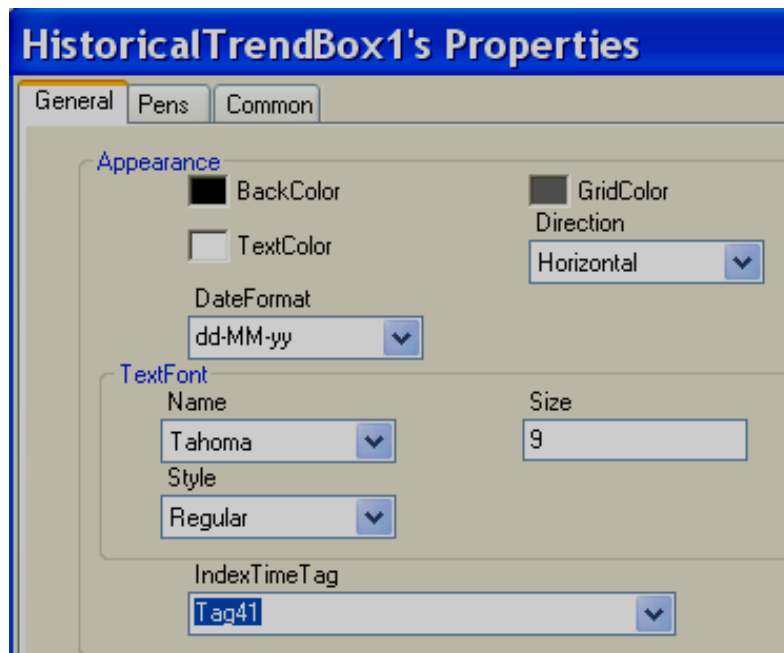 HistoricalTrendBox1's Properties
General Pens Common
Appearance
BackColor GridColor
Direction
TextColor Horizontal
DateFormat
dd-MM-yy
TextFont
Name Size
Tahoma 9
Style
Regular
IndexTimeTag
Tag41